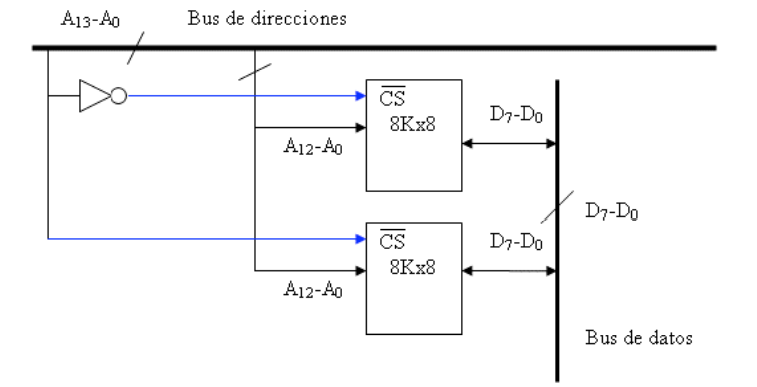 A13-A0 Bus de direcciones
CS
8Kx8
D7-D0
A12-A0
D7-D0
CS
8Kx8
D7-D0
A12-A0
Bus de datos